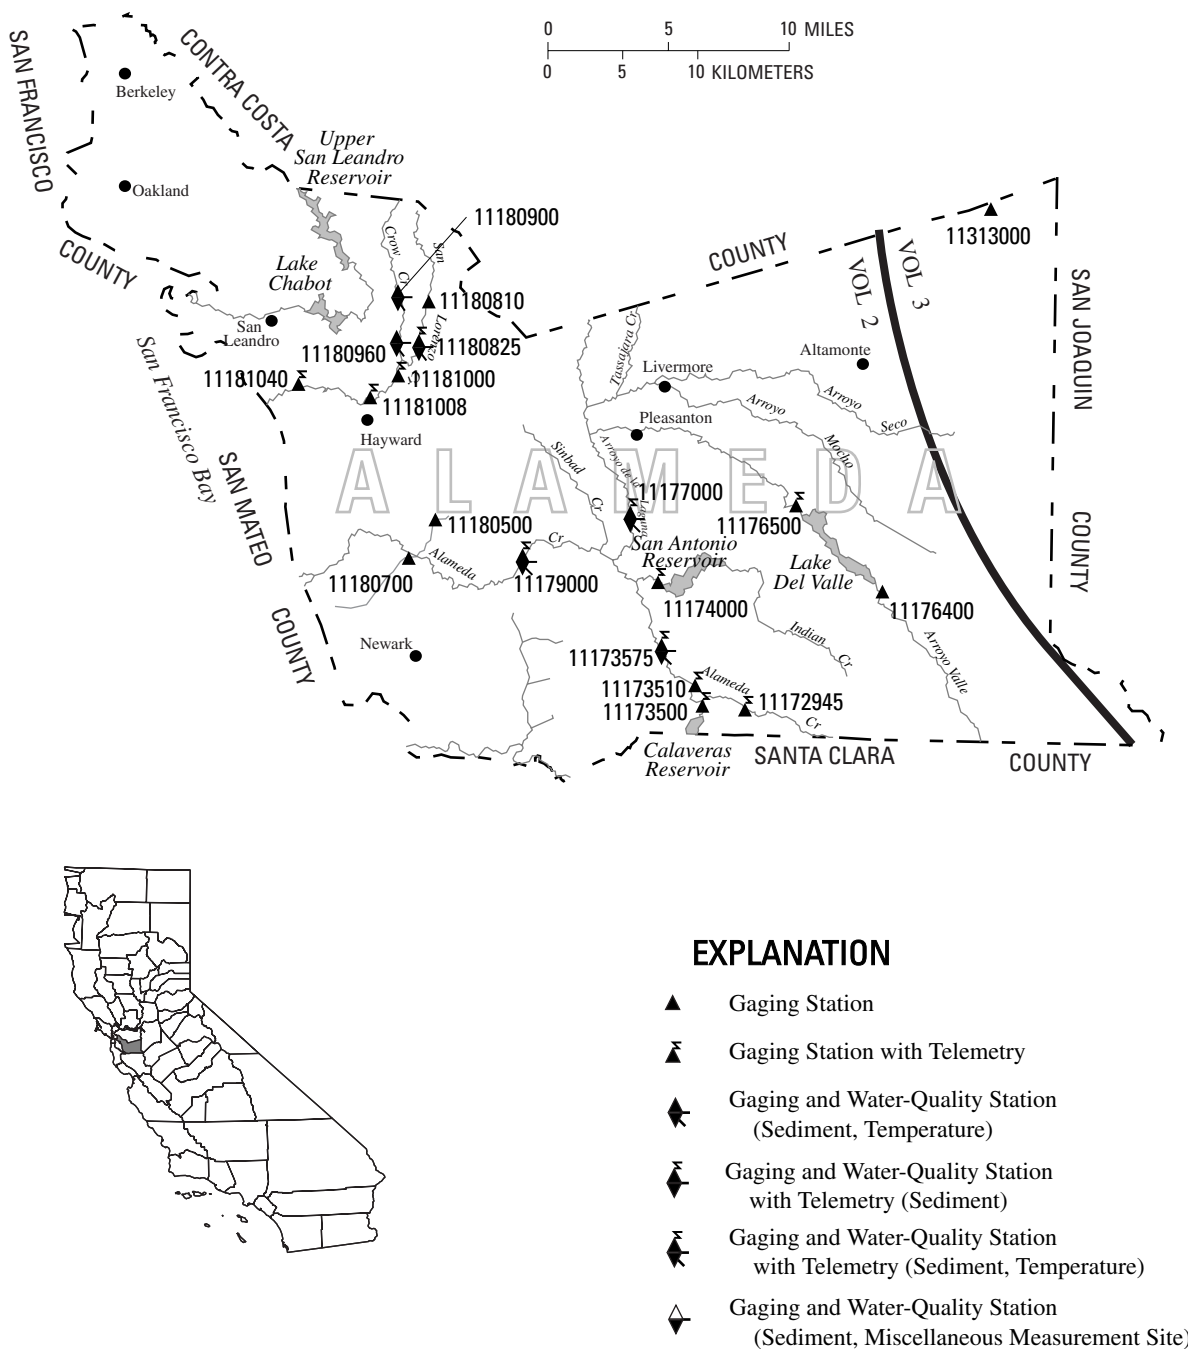 0 5 10 MILES
0 5 10 KILOMETERS
SAN FRANCISCO
CONTRA COSTA
Berkeley
Upper
San Leandro
Reservoir
Oakland
11180900
11313000
COUNTY
COUNTY
VOL 2
VOL 3
Crow
Cr
San
Lorenzo
Cr
Lake
Chabot
11180810
San
Leandro
11180960
11180825
Tassajara Cr
Altamonte
SAN JOAQUIN
San Francisco Bay
11181040
11181000
Livermore
11181008
Arroyo
Seco
Arroyo
Mocho
Pleasanton
Hayward
ALAMEDA
Sinbad
Cr
Arroyo de la
Laguna
SAN MATEO
11177000
11176500
11180500
COUNTY
San Antonio
Reservoir
Lake
Del Valle
Alameda
Cr
11180700
11179000
11174000
11176400
COUNTY
Newark
Indian
Cr
Arroyo Valle
11173575
11173510
Alameda
Cr
11172945
11173500
Calaveras
Reservoir
SANTA CLARA
COUNTY
EXPLANATION
Gaging Station
Gaging Station with Telemetry
Gaging and Water-Quality Station
(Sediment, Temperature)
Gaging and Water-Quality Station
with Telemetry (Sediment)
Gaging and Water-Quality Station
with Telemetry (Sediment, Temperature)
Gaging and Water-Quality Station
(Sediment, Miscellaneous Measurement Site)